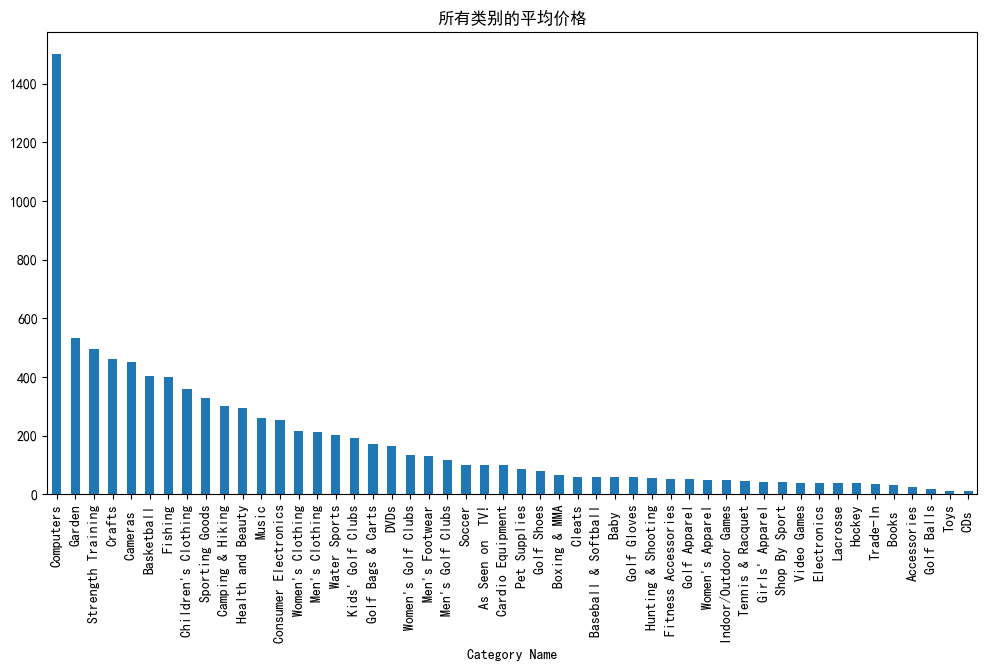 所有类别的平均价格
1400
1200
1000
800
600
400
200
0
Computers
Garden
Strength Training
Crafts
Cameras
Basketball
Fishing
Children's Clothing
Sporting Goods
Camping & Hiking
Health and Beauty
Music
Consumer Electronics
Women's Clothing
Men's Clothing
Water Sports
Kids' Golf Clubs
Golf Bags & Carts
DVDs
Women's Golf Clubs
Men's Footwear
Men's Golf Clubs
Soccer
As Seen on  TV!
Cardio Equipment
Pet Supplies
Golf Shoes
Boxing & MMA
Cleats
Baseball & Softball
Baby
Golf Gloves
Hunting & Shooting
Fitness Accessories
Golf Apparel
Women's Apparel
Indoor/Outdoor Games
Tennis & Racquet
Girls' Apparel
Shop By Sport
Video Games
Electronics
Lacrosse
Hockey
Trade-In
Books
Accessories
Golf Balls
Toys
CDs
Category Name